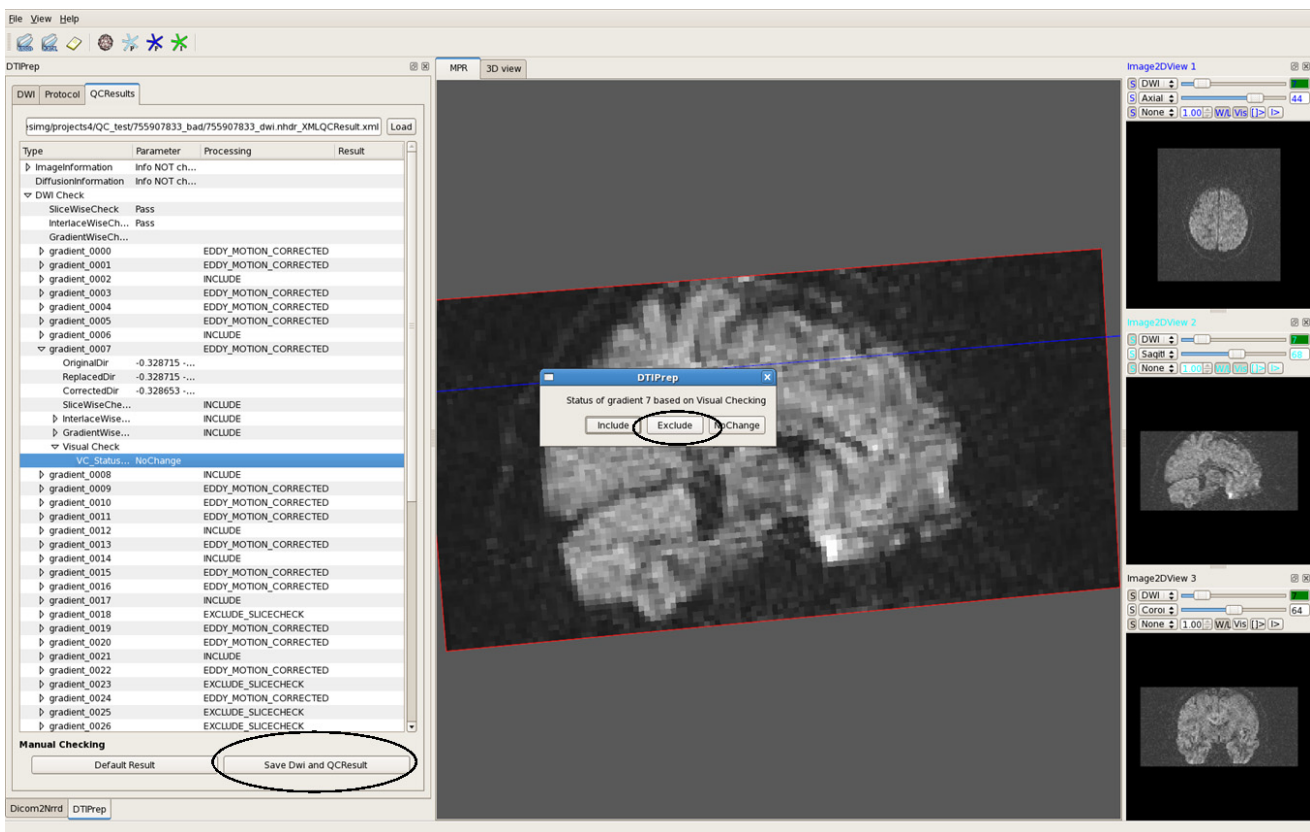 File View Help
DTIPrep
DWI Protocol QCResults
esimg/projects4/QC_test/755907833_bad/755907833_dwi.nhdr_XMLQCResult.xml Load
Type Parameter Processing Result
ImageInformation Info NOT ch...
DiffusionInformation Info NOT ch...
DWI Check
SliceWiseCheck Pass
InterlaceWiseCh... Pass
GradientWiseCh...
gradient_0000 EDDY_MOTION_CORRECTED
gradient_0001 EDDY_MOTION_CORRECTED
gradient_0002 INCLUDE
gradient_0003 EDDY_MOTION_CORRECTED
gradient_0004 EDDY_MOTION_CORRECTED
gradient_0005 EDDY_MOTION_CORRECTED
gradient_0006 INCLUDE
gradient_0007 EDDY_MOTION_CORRECTED
OriginalDir -0.328715 -...
ReplacedDir -0.328715 -...
CorrectedDir -0.328653 -...
SliceWiseChe... INCLUDE
InterlaceWise... INCLUDE
GradientWise... INCLUDE
Visual Check
VC_Status... NoChange
gradient_0008 INCLUDE
gradient_0009 EDDY_MOTION_CORRECTED
gradient_0010 EDDY_MOTION_CORRECTED
gradient_0011 EDDY_MOTION_CORRECTED
gradient_0012 INCLUDE
gradient_0013 EDDY_MOTION_CORRECTED
gradient_0014 INCLUDE
gradient_0015 EDDY_MOTION_CORRECTED
gradient_0016 EDDY_MOTION_CORRECTED
gradient_0017 INCLUDE
gradient_0018 EXCLUDE_SLICECHECK
gradient_0019 EDDY_MOTION_CORRECTED
gradient_0020 EDDY_MOTION_CORRECTED
gradient_0021 INCLUDE
gradient_0022 EDDY_MOTION_CORRECTED
gradient_0023 EXCLUDE_SLICECHECK
gradient_0024 EDDY_MOTION_CORRECTED
gradient_0025 EXCLUDE_SLICECHECK
gradient_0026 EXCLUDE_SLICECHECK
Manual Checking
Default Result Save Dwi and QCResult
Dicom2Nrrd DTIPrep
MPR 3D view
DTIPrep
Status of gradient 7 based on Visual Checking
Include Exclude NoChange
Image2DView 1
S DWI 7
S Axial 44
S None 1.00 W/L Vis []> I>
Image2DView 2
S DWI 7
S Sagitt 68
S None 1.00 W/L Vis []> I>
Image2DView 3
S DWI 7
S Coroi 64
S None 1.00 W/L Vis []> I>